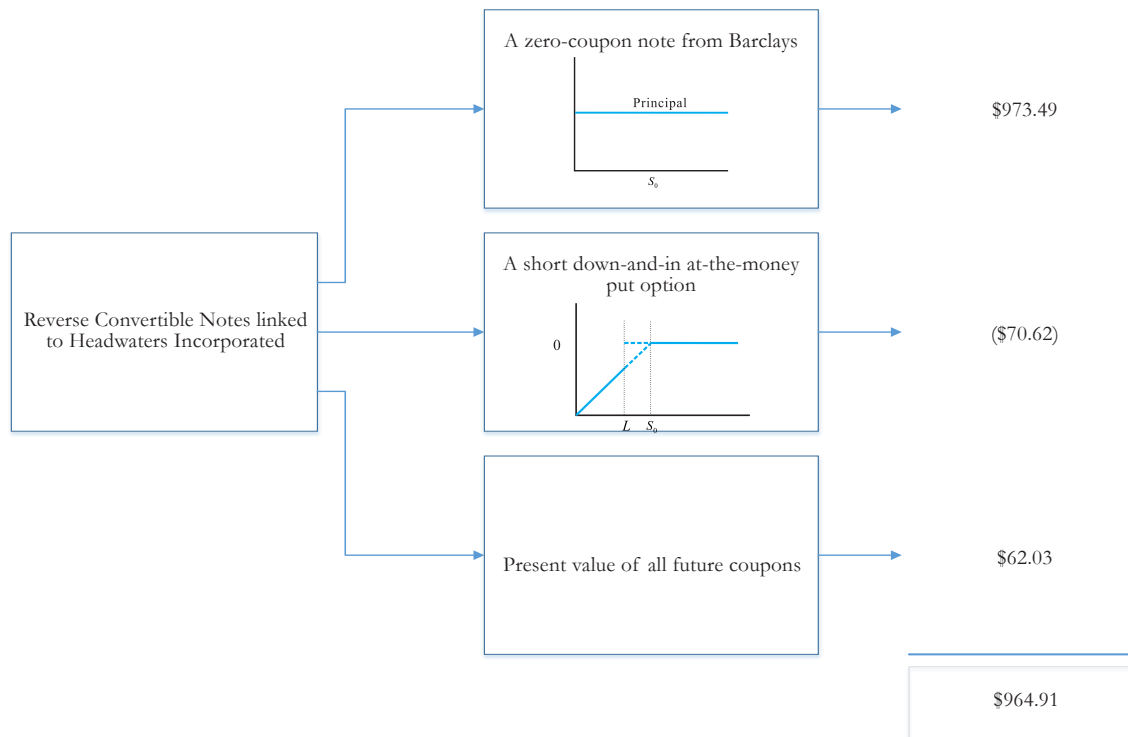 A zero-coupon note from Barclays
Principal
S₀
$973.49
Reverse Convertible Notes linked
to Headwaters Incorporated
A short down-and-in at-the-money
put option
0
L S₀
($70.62)
Present value of all future coupons
$62.03
$964.91